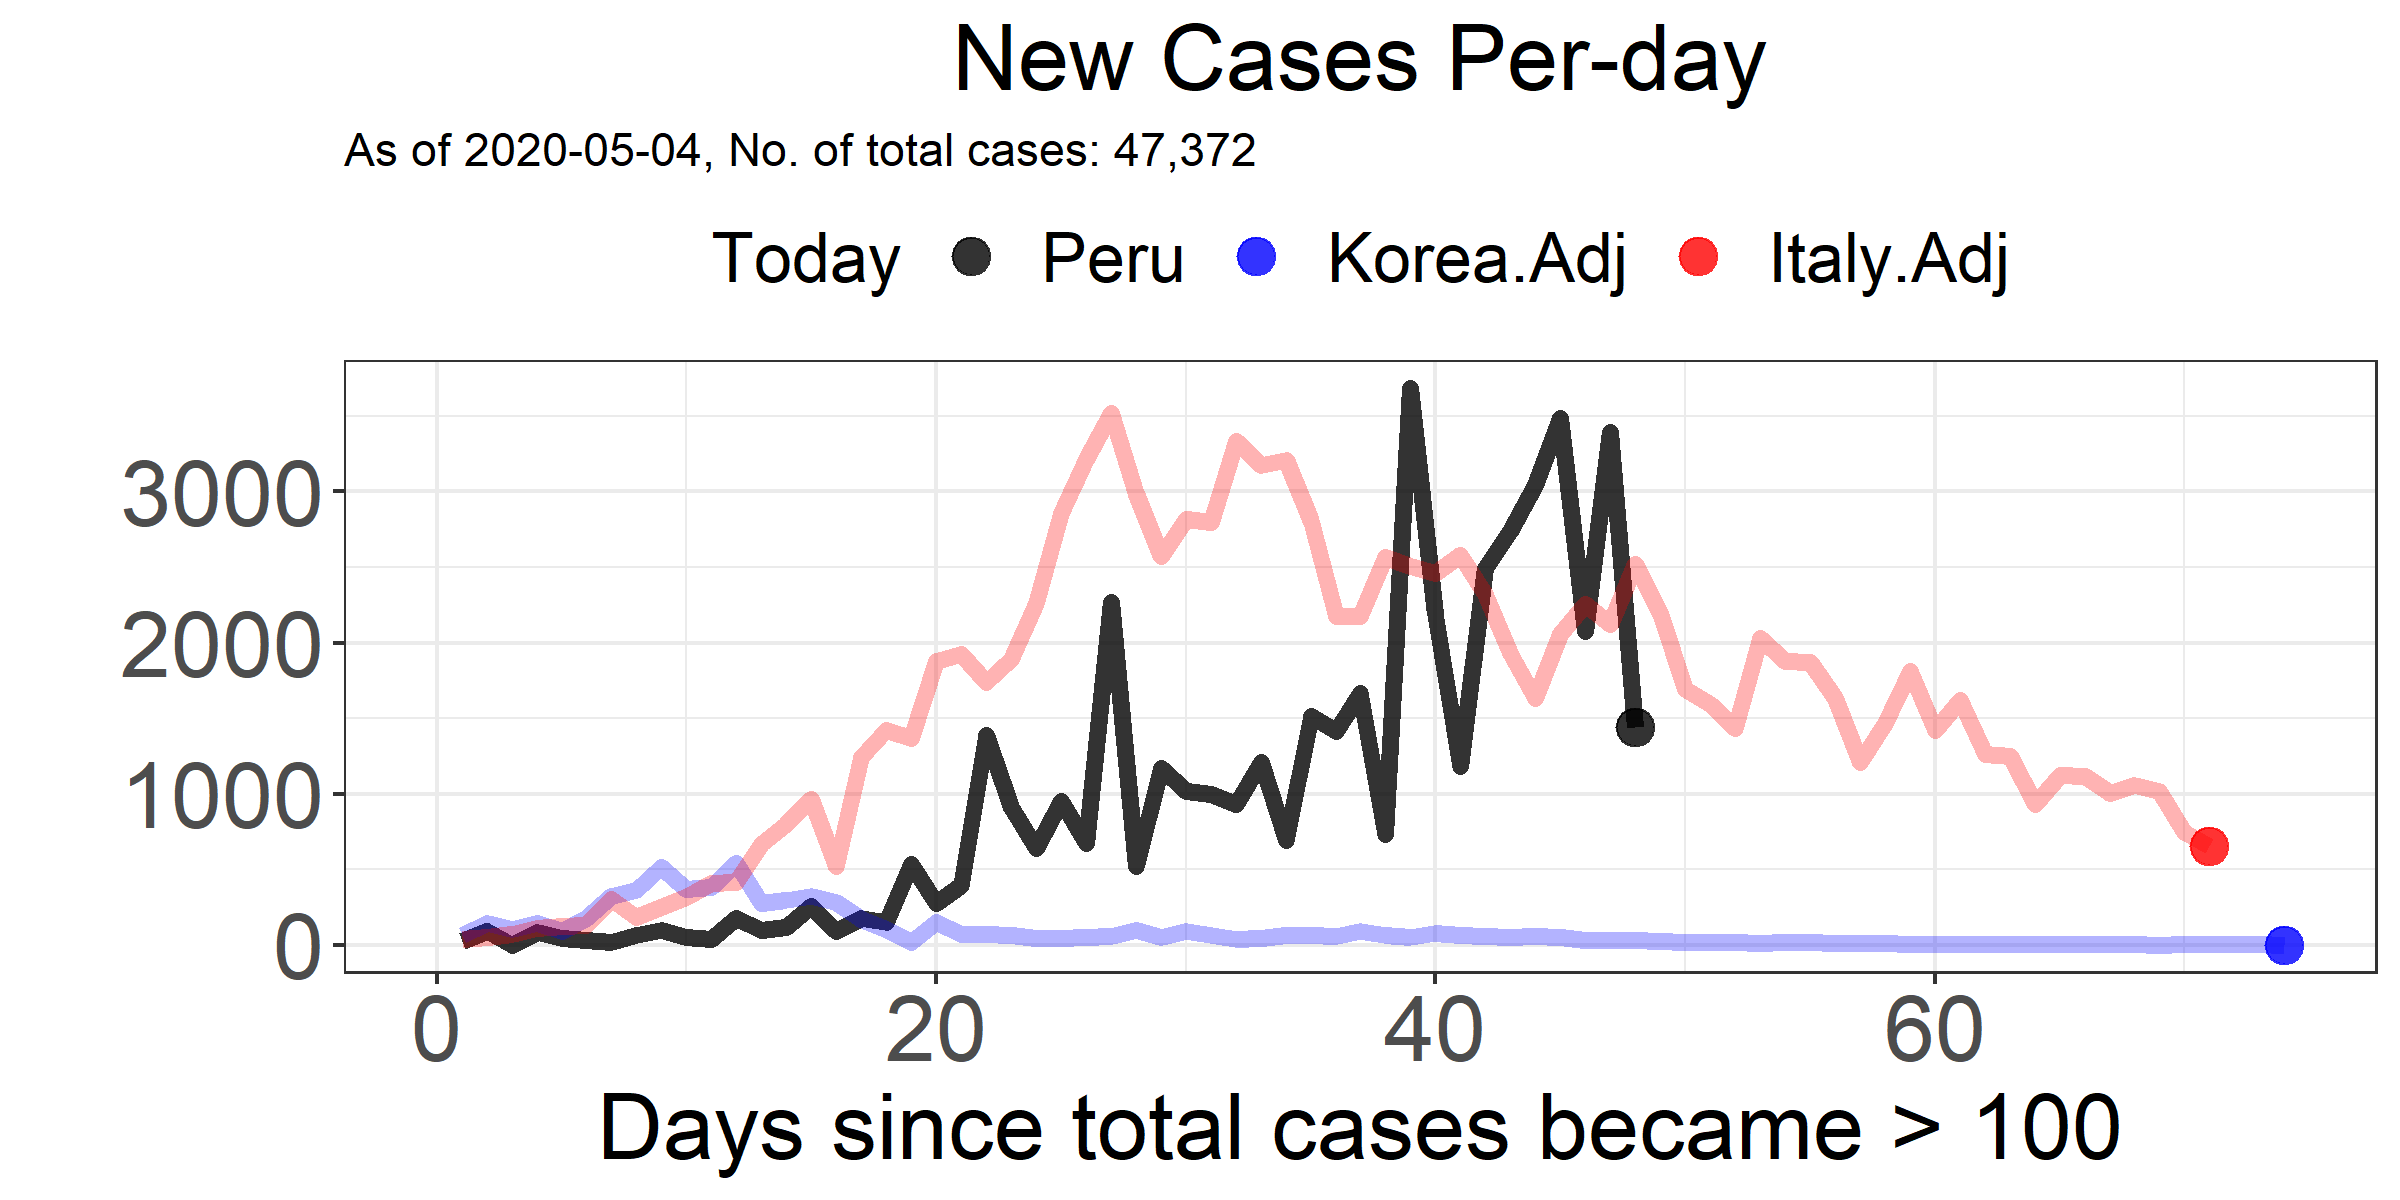 New Cases Per-day
As of 2020-05-04, No. of total cases: 47,372
Today Peru Korea.Adj Italy.Adj
3000
2000
1000
0
0 20 40 60
Days since total cases became > 100